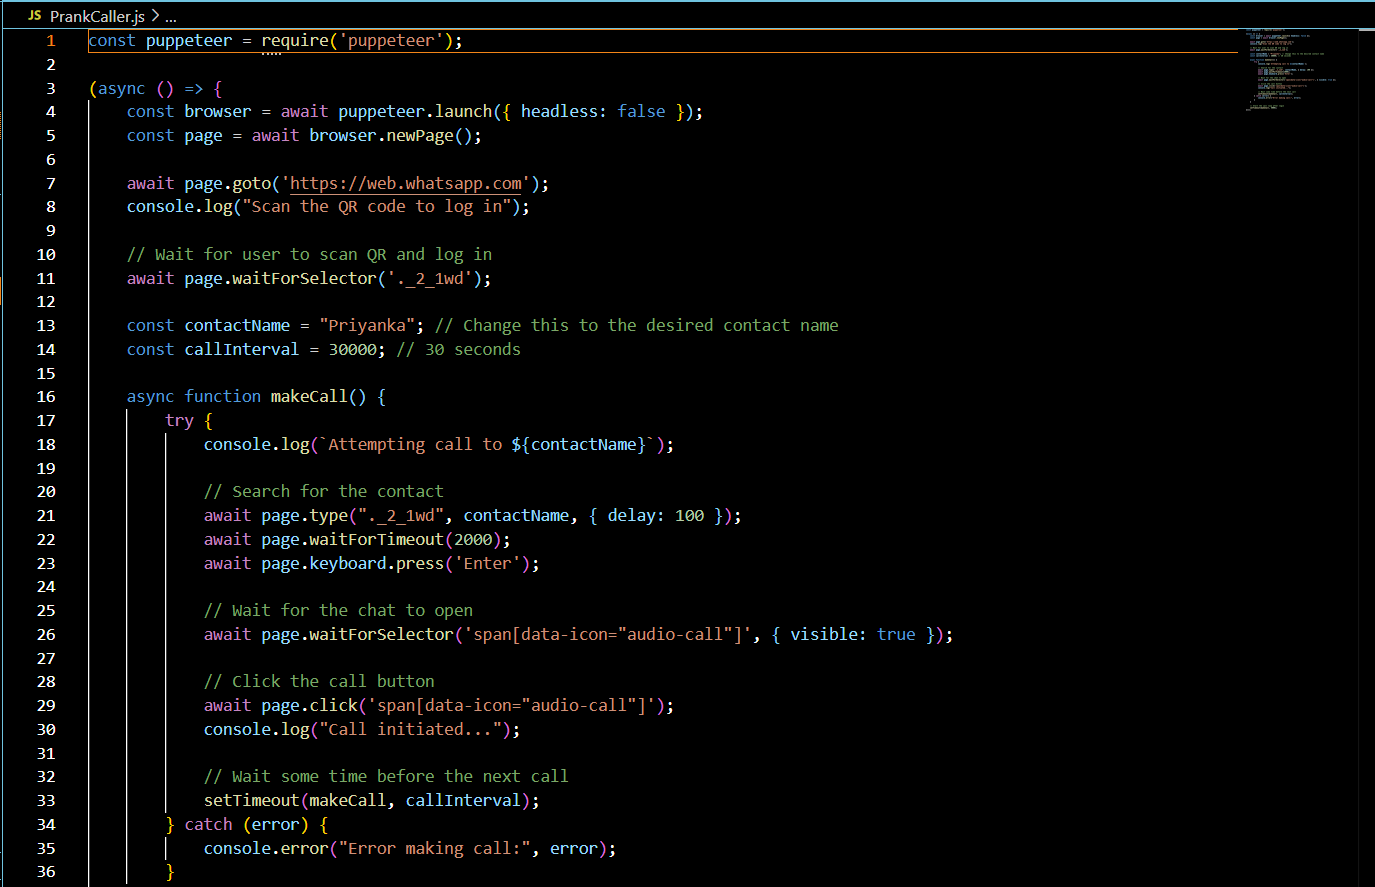 JS PrankCaller.js > ...
1 const puppeteer = require('puppeteer');
2
3 (async () => {
4 const browser = await puppeteer.launch({ headless: false });
5 const page = await browser.newPage();
6
7 await page.goto('https://web.whatsapp.com');
8 console.log("Scan the QR code to log in");
9
10 // Wait for user to scan QR and log in
11 await page.waitForSelector('._2_1wd');
12
13 const contactName = "Priyanka"; // Change this to the desired contact name
14 const callInterval = 30000; // 30 seconds
15
16 async function makeCall() {
17 try {
18 console.log(`Attempting call to ${contactName}`);
19
20 // Search for the contact
21 await page.type("._2_1wd", contactName, { delay: 100 });
22 await page.waitForTimeout(2000);
23 await page.keyboard.press('Enter');
24
25 // Wait for the chat to open
26 await page.waitForSelector('span[data-icon="audio-call"]', { visible: true });
27
28 // Click the call button
29 await page.click('span[data-icon="audio-call"]');
30 console.log("Call initiated...");
31
32 // Wait some time before the next call
33 setTimeout(makeCall, callInterval);
34 } catch (error) {
35 console.error("Error making call:", error);
36 }